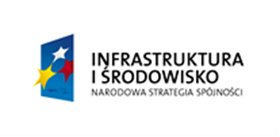 INFRASTRUKTURA
I ŚRODOWISKO
NARODOWA STRATEGIA SPÓJNOŚCI